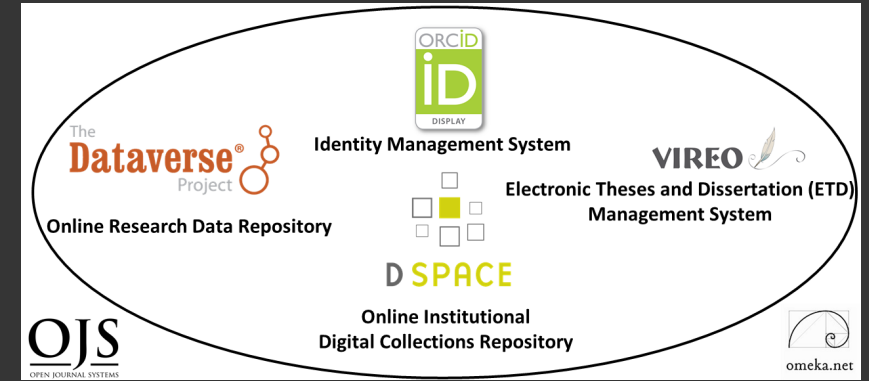 ORCID
iD
DISPLAY
Identity Management System
The
Dataverse®
Project
Online Research Data Repository
VIREO
Electronic Theses and Dissertation (ETD)
Management System
DSPACE
Online Institutional
Digital Collections Repository
OJS
OPEN JOURNAL SYSTEMS
omeka.net